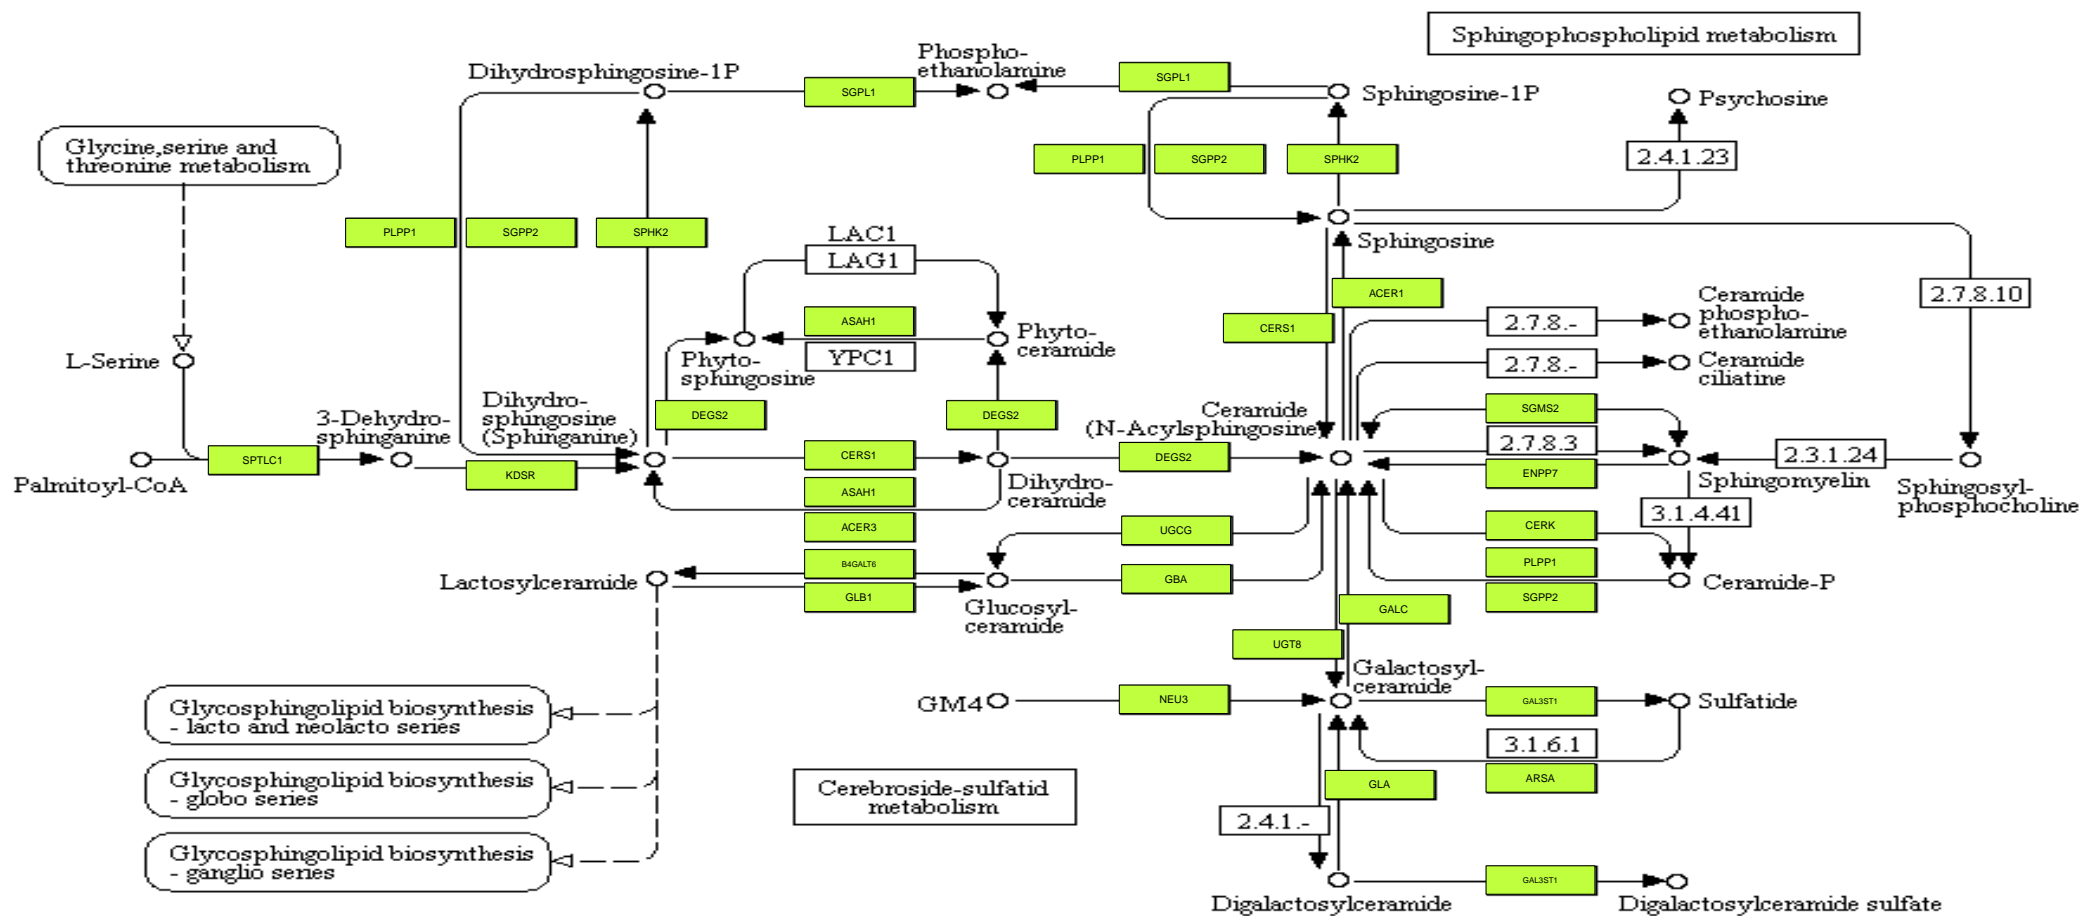 Sphingophospholipid metabolism
Phospho-
ethanolamine
Dihydrosphingosine-1P
SGPL1
SGPL1
Sphingosine-1P
Psychosine
Glycine,serine and
threonine metabolism
PLPP1
SGPP2
SPHK2
2.4.1.23
PLPP1
SGPP2
SPHK2
LAC1
LAG1
Sphingosine
ACER1
2.7.8.10
Ceramide
phospho-
ethanolamine
ASAH1
CERS1
2.7.8.-
Phyto-
ceramide
YPC1
L-Serine
Phyto-
sphingosine
2.7.8.-
Ceramide
ciliatine
3-Dehydro-
sphinganine
Dihydro-
sphingosine
(Sphinganine)
DEGS2
DEGS2
Ceramide
(N-Acylsphingosine)
SGMS2
2.7.8.3
SPTLC1
KDSR
CERS1
DEGS2
ENPP7
2.3.1.24
Palmitoyl-CoA
ASAH1
Dihydro-
ceramide
Sphingomyelin
Sphingosyl-
phosphocholine
3.1.4.41
ACER3
UGCG
CERK
B4GALT6
PLPP1
Lactosylceramide
GBA
Ceramide-P
GLB1
Glucosyl-
ceramide
SGPP2
GALC
UGT8
Galactosyl-
ceramide
GM4
NEU3
GAL3ST1
Sulfatide
Glycosphingolipid biosynthesis
- lacto and neolacto series
3.1.6.1
ARSA
Glycosphingolipid biosynthesis
- globo series
Cerebroside-sulfatid
metabolism
GLA
2.4.1.-
Glycosphingolipid biosynthesis
- ganglio series
GAL3ST1
Digalactosylceramide
Digalactosylceramide sulfate